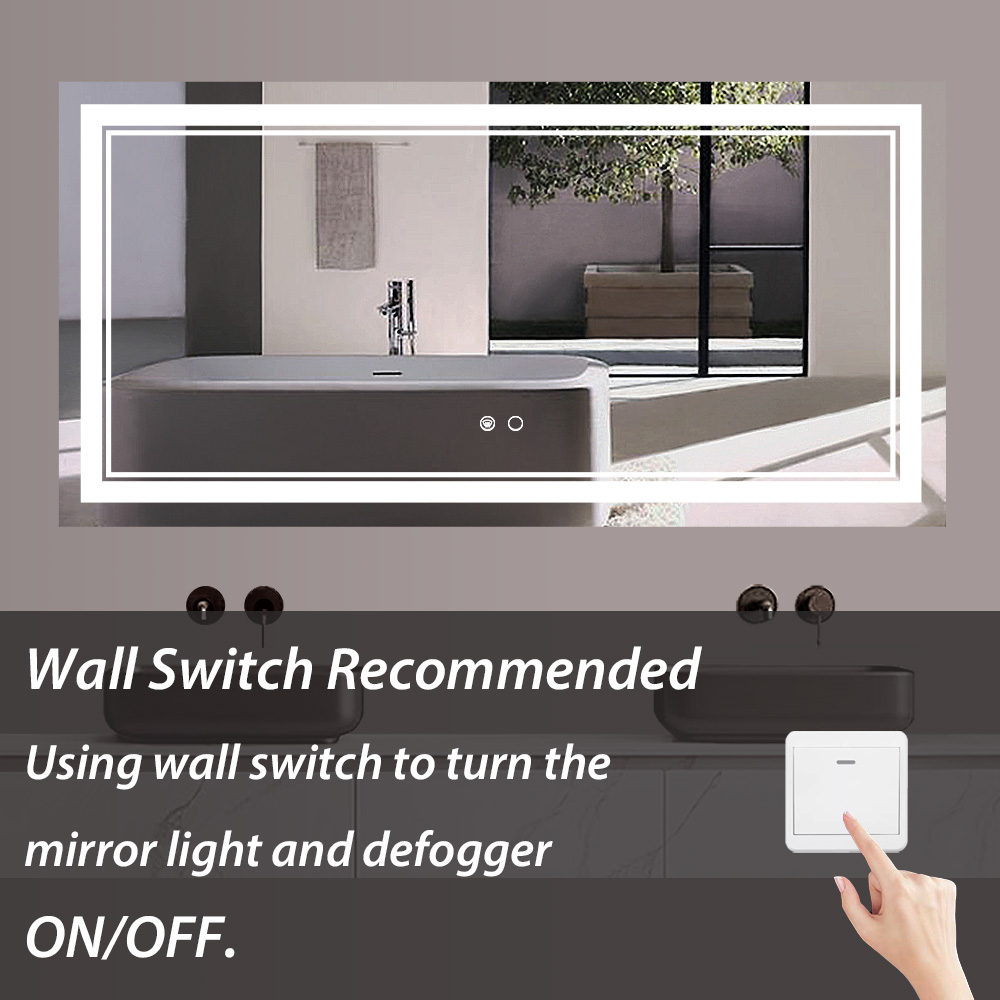 Wall Switch Recommended
Using wall switch to turn the
mirror light and defogger
ON/OFF.